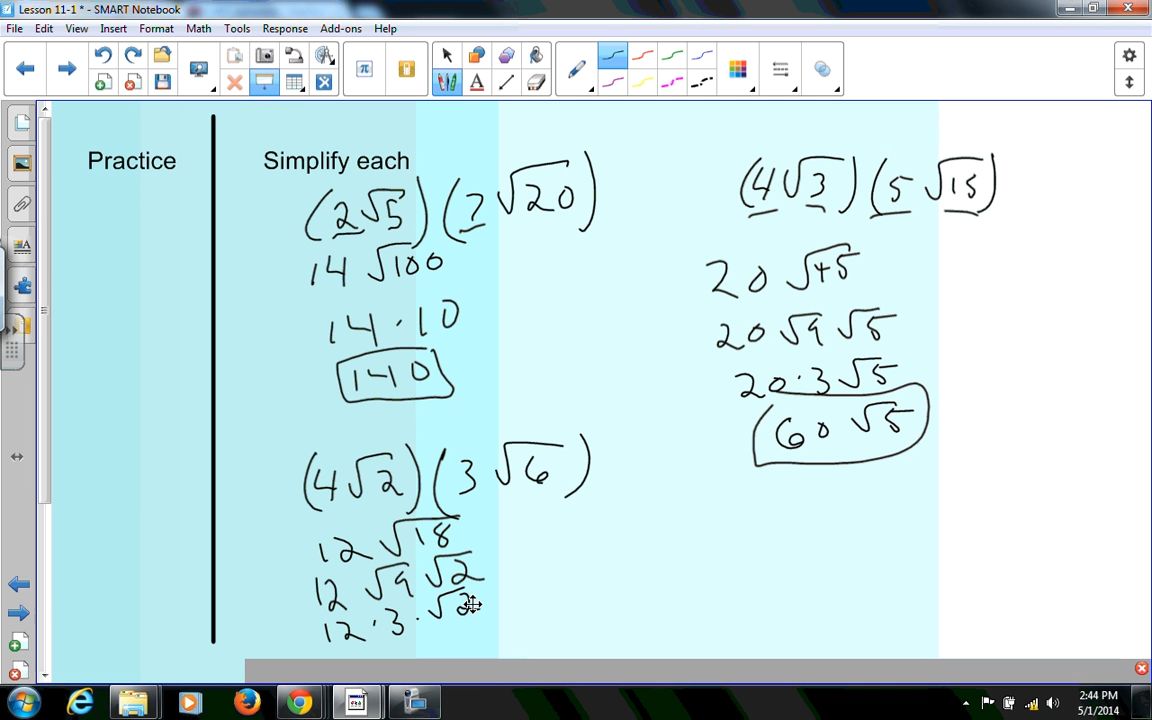 Lesson 11-1 * - SMART Notebook
File Edit View Insert Format Math Tools Response Add-ons Help
Practice
Simplify each
(2√5)(7√20)
14√100
14·10
140
(4√2)(3√6)
12√18
12√9√2
12·3·√2
(4√3)(5√15)
20√45
20√9√5
20·3√5
60√5
2:44 PM
5/1/2014